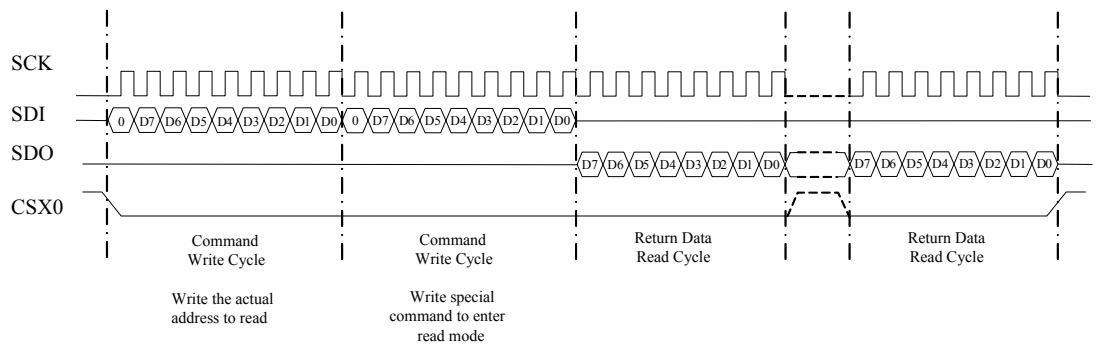 SCK
SDI
0 D7 D6 D5 D4 D3 D2 D1 D0 0 D7 D6 D5 D4 D3 D2 D1 D0
SDO
D7 D6 D5 D4 D3 D2 D1 D0 D7 D6 D5 D4 D3 D2 D1 D0
CSX0
Command
Write Cycle
Write the actual
address to read
Command
Write Cycle
Write special
command to enter
read mode
Return Data
Read Cycle
Return Data
Read Cycle